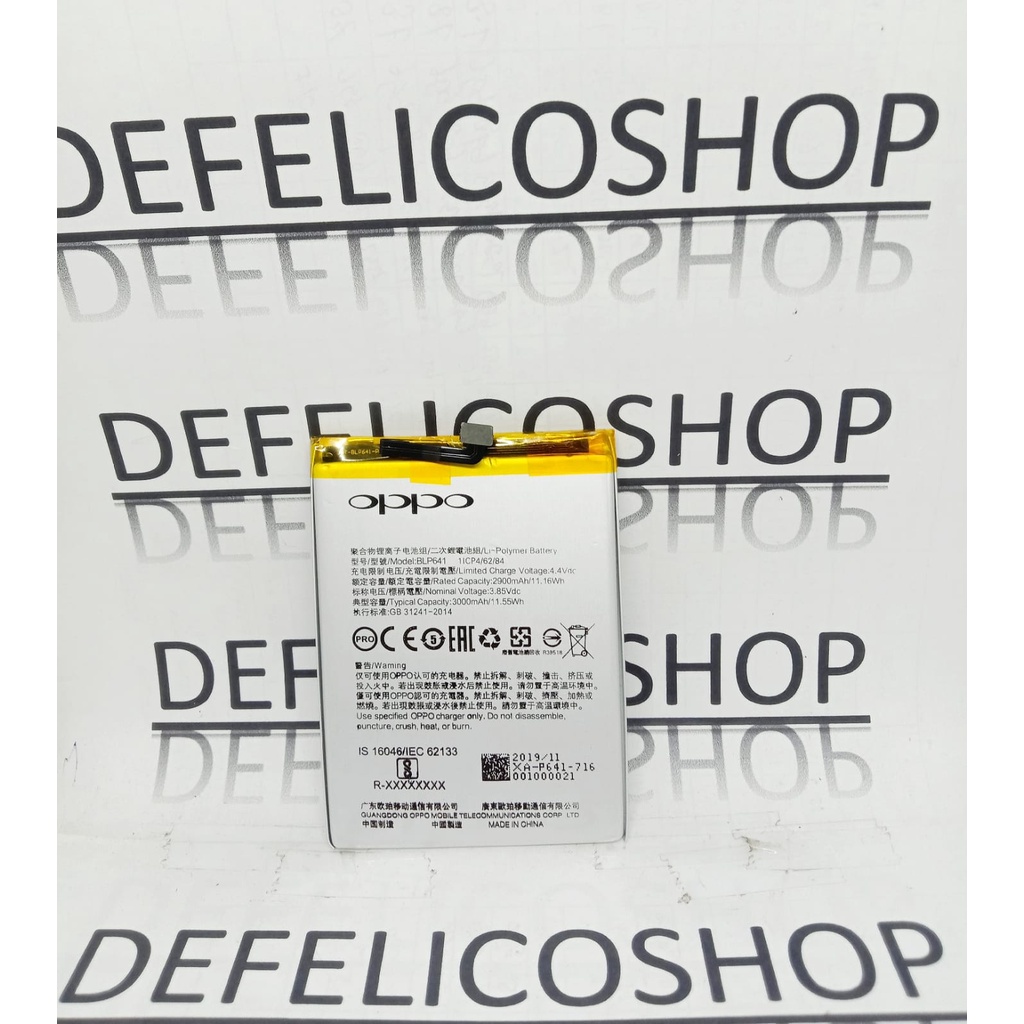 DEFELICOSHOP
DEFELICOSHOP
DEFELICOSHOP
DEFELICOSHOP
BLP641
oppo
聚合物锂离子电池组/二次鋰電池組/Li-Polymer Battery
型号/型號/Model:BLP641 1ICP4/62/84
充电限制电压/充電限制電壓/Limited Charge Voltage:4.4Vdc
额定容量/額定電容量/Rated Capacity:2900mAh/11.16Wh
标称电压/標稱電壓/Nominal Voltage:3.85Vdc
典型容量/Typical Capacity:3000mAh/11.55Wh
执行标准:GB 31241-2014
PRO CE 5 EAC
R39518
警告/Warning
仅可使用OPPO认可的充电器。禁止拆解、刺破、撞击、挤压或
投入火中。若出现鼓胀或浸水后禁止使用。请勿置于高温环境中。
僅可使用OPPO認可的充電器。禁止拆解、刺破、擠壓、加熱或
燃燒。若出現鼓脹或浸水後禁止使用。請勿置于高溫環境中。
Use specified OPPO charger only. Do not disassemble,
puncture, crush, heat, or burn.
IS 16046/IEC 62133
R-XXXXXXXX
2019/11
XA-P641-716
001000021
广东欧珀移动通信有限公司 廣東歐珀移動通信有限公司
GUANGDONG OPPO MOBILE TELECOMMUNICATIONS CORP. LTD
中国制造 中國製造 MADE IN CHINA
DEFELICOSHOP